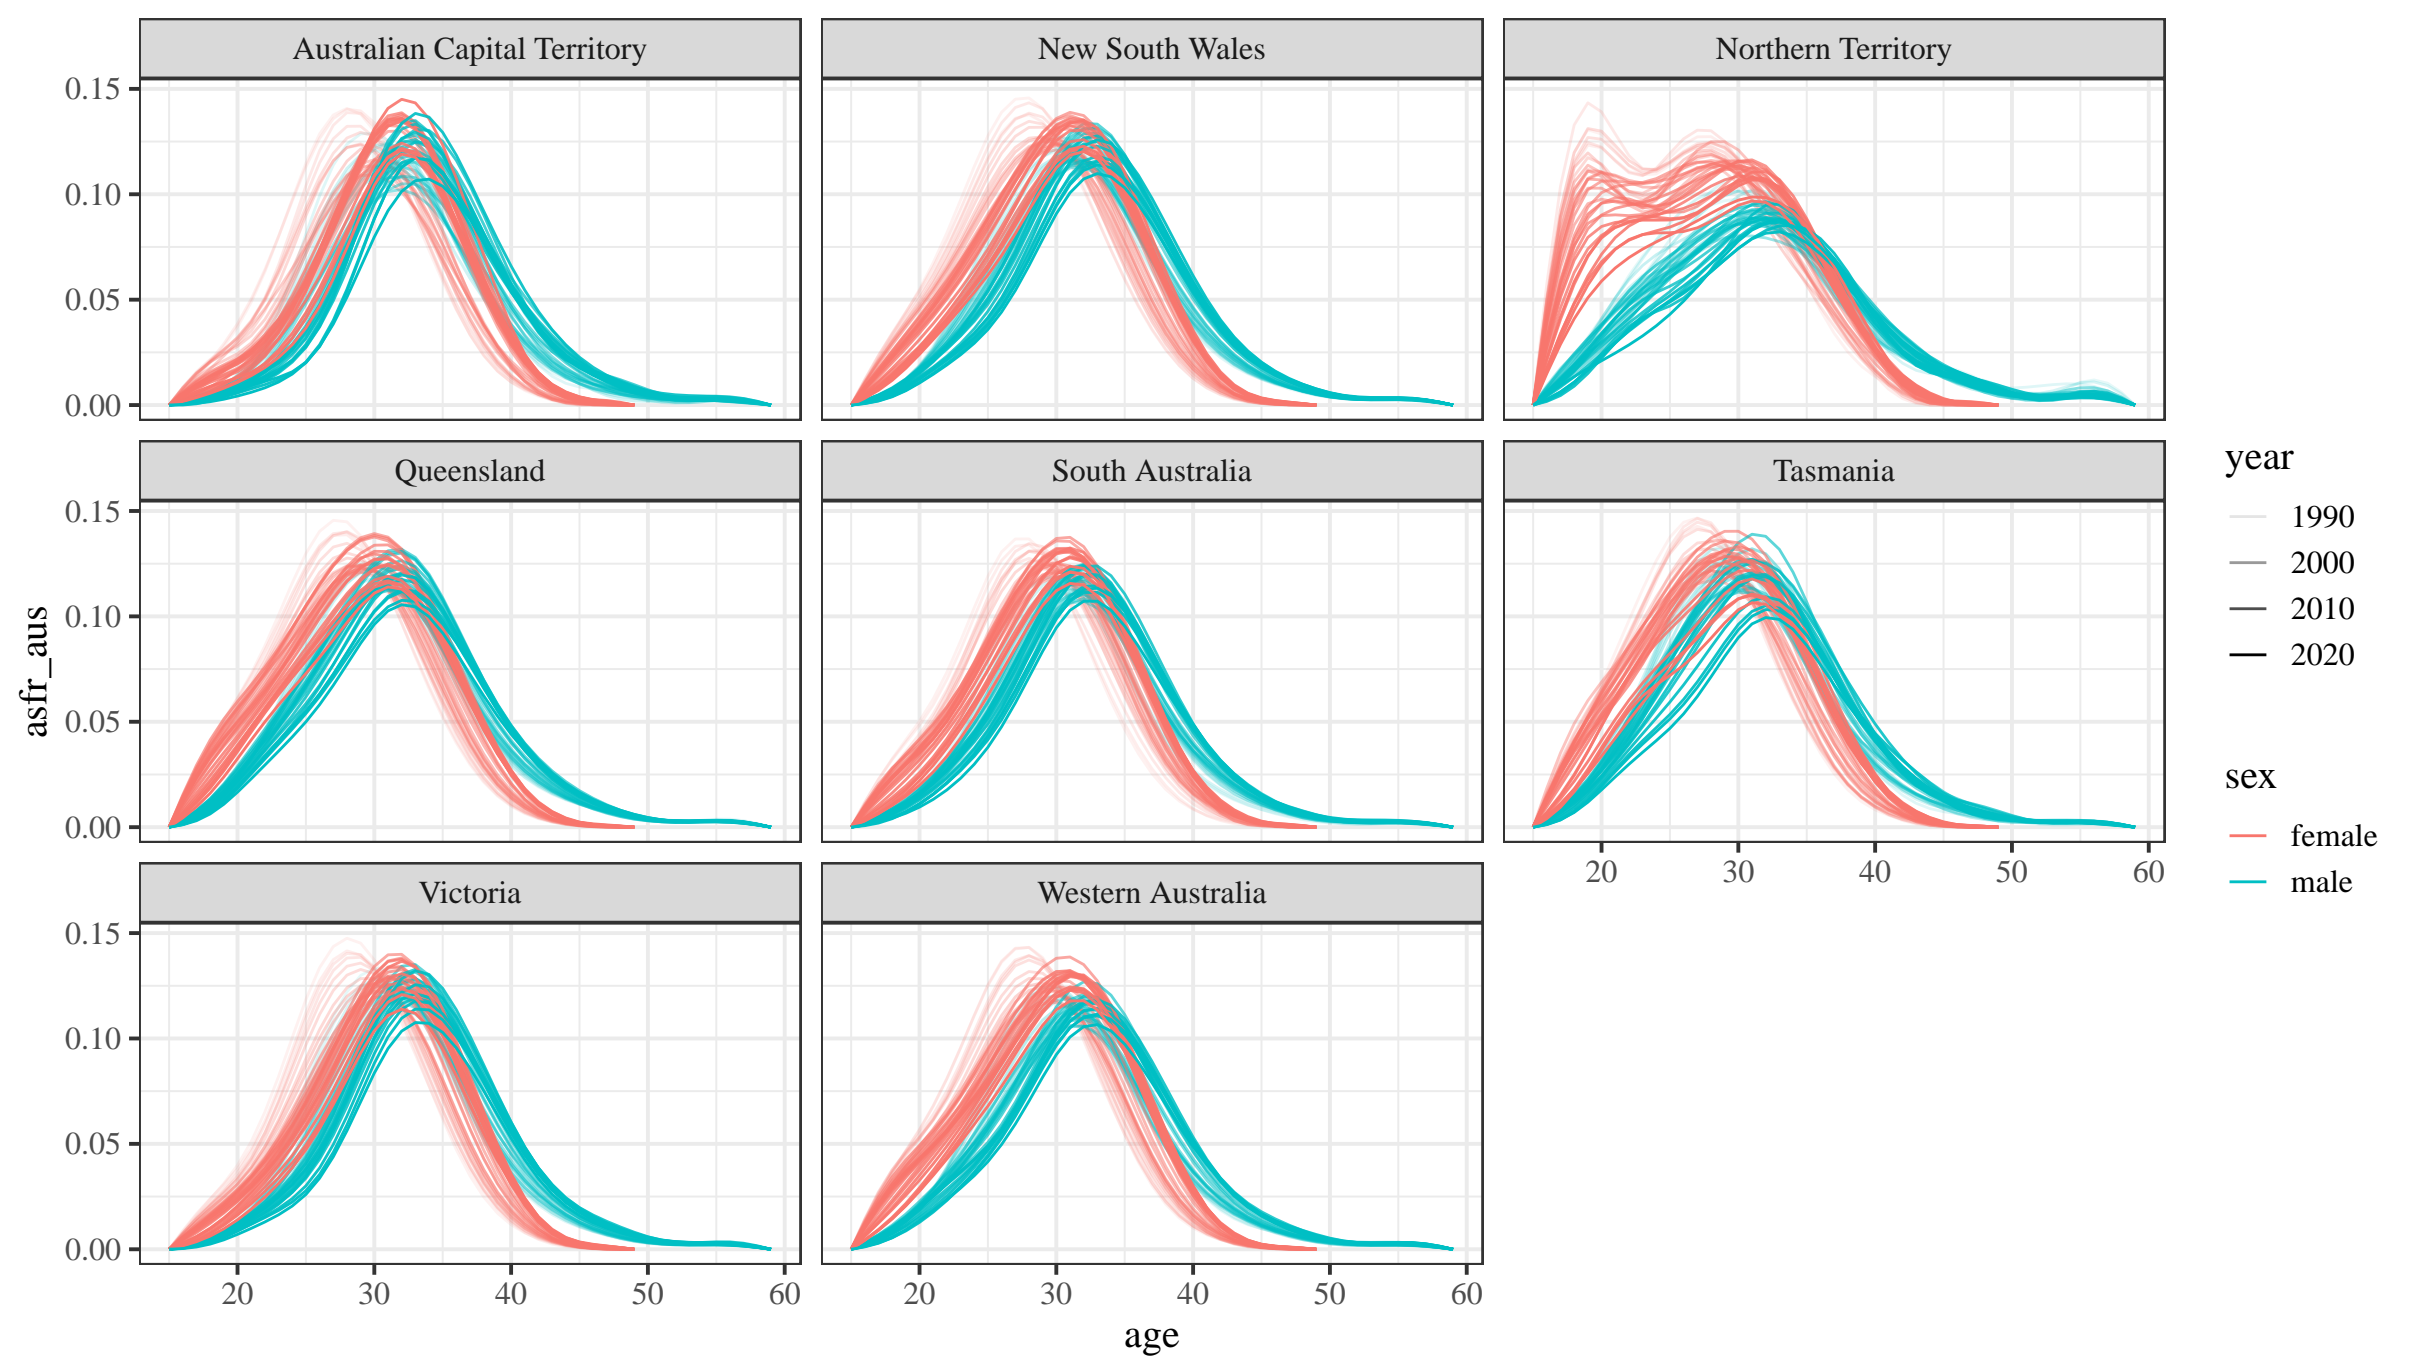 Australian Capital Territory
New South Wales
Northern Territory
0.15
0.10
0.05
0.00
Queensland
South Australia
Tasmania
0.15
0.10
0.05
0.00
20 30 40 50 60
Victoria
Western Australia
0.15
0.10
0.05
0.00
20 30 40 50 60
20 30 40 50 60
age
asfr_aus
year
1990
2000
2010
2020
sex
female
male